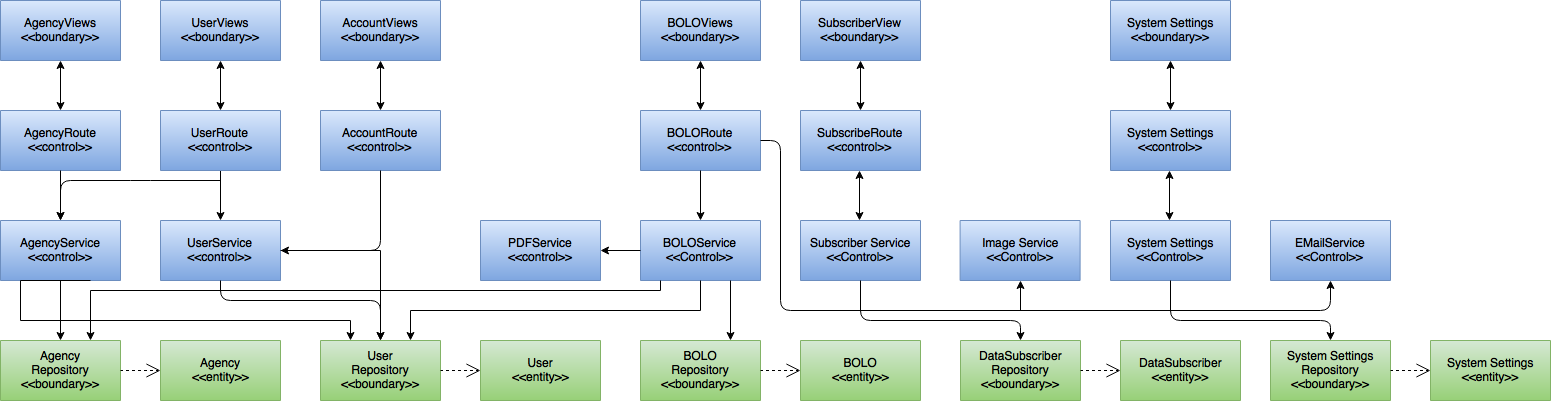 AgencyViews
<<boundary>>
UserViews
<<boundary>>
AccountViews
<<boundary>>
BOLOViews
<<boundary>>
SubscriberView
<<boundary>>
System Settings
<<boundary>>
AgencyRoute
<<control>>
UserRoute
<<control>>
AccountRoute
<<control>>
BOLORoute
<<control>>
SubscribeRoute
<<control>>
System Settings
<<control>>
AgencyService
<<control>>
UserService
<<control>>
PDFService
<<control>>
BOLOService
<<Control>>
Subscriber Service
<<Control>>
Image Service
<<Control>>
System Settings
<<Control>>
EMailService
<<Control>>
Agency
Repository
<<boundary>>
Agency
<<entity>>
User
Repository
<<boundary>>
User
<<entity>>
BOLO
Repository
<<boundary>>
BOLO
<<entity>>
DataSubscriber
Repository
<<boundary>>
DataSubscriber
<<entity>>
System Settings
Repository
<<boundary>>
System Settings
<<entity>>